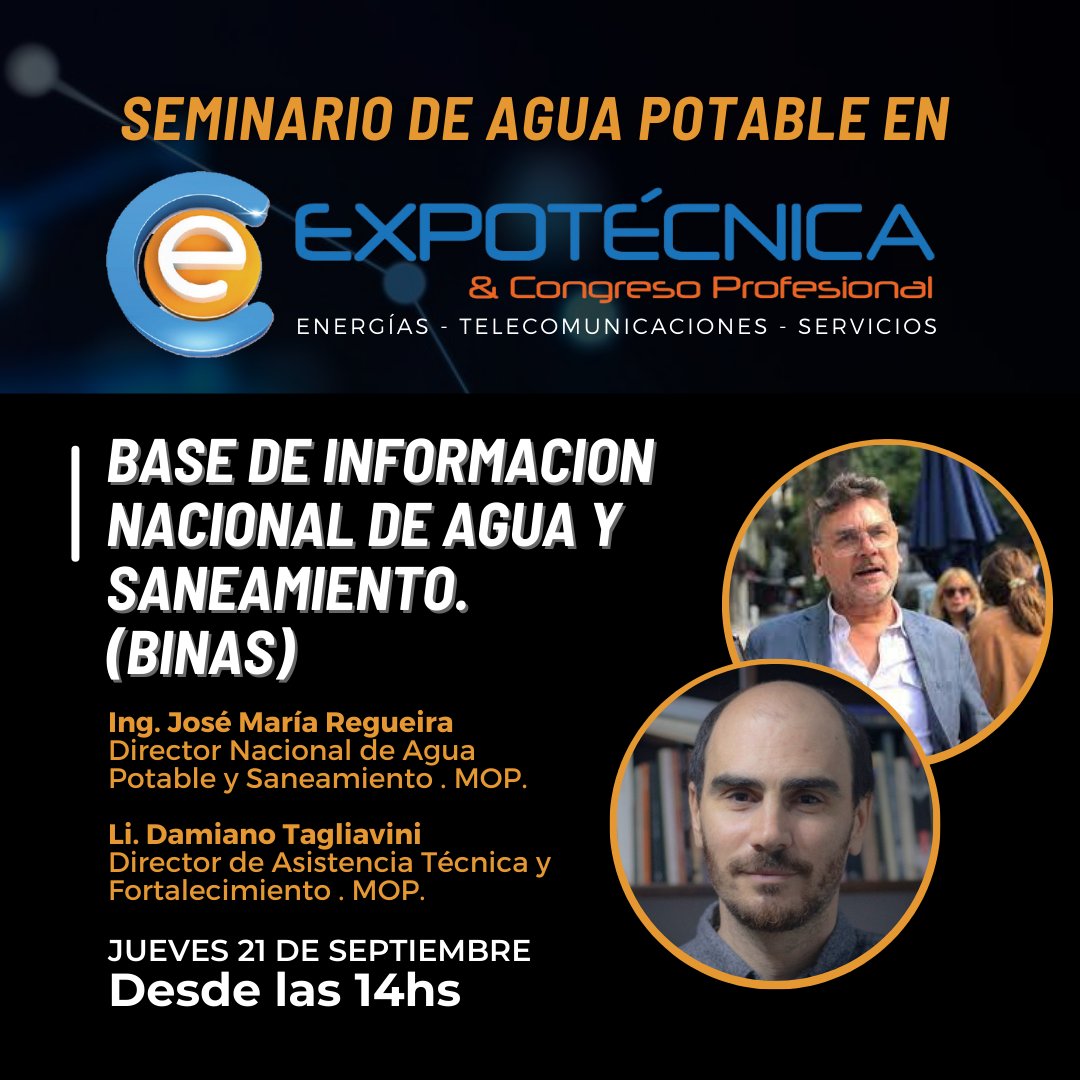 SEMINARIO DE AGUA POTABLE EN
e
EXPOTÉCNICA
& Congreso Profesional
ENERGÍAS - TELECOMUNICACIONES - SERVICIOS
BASE DE INFORMACION
NACIONAL DE AGUA Y
SANEAMIENTO.
(BINAS)
Ing. José María Regueira
Director Nacional de Agua
Potable y Saneamiento . MOP.
Li. Damiano Tagliavini
Director de Asistencia Técnica y
Fortalecimiento . MOP.
JUEVES 21 DE SEPTIEMBRE
Desde las 14hs